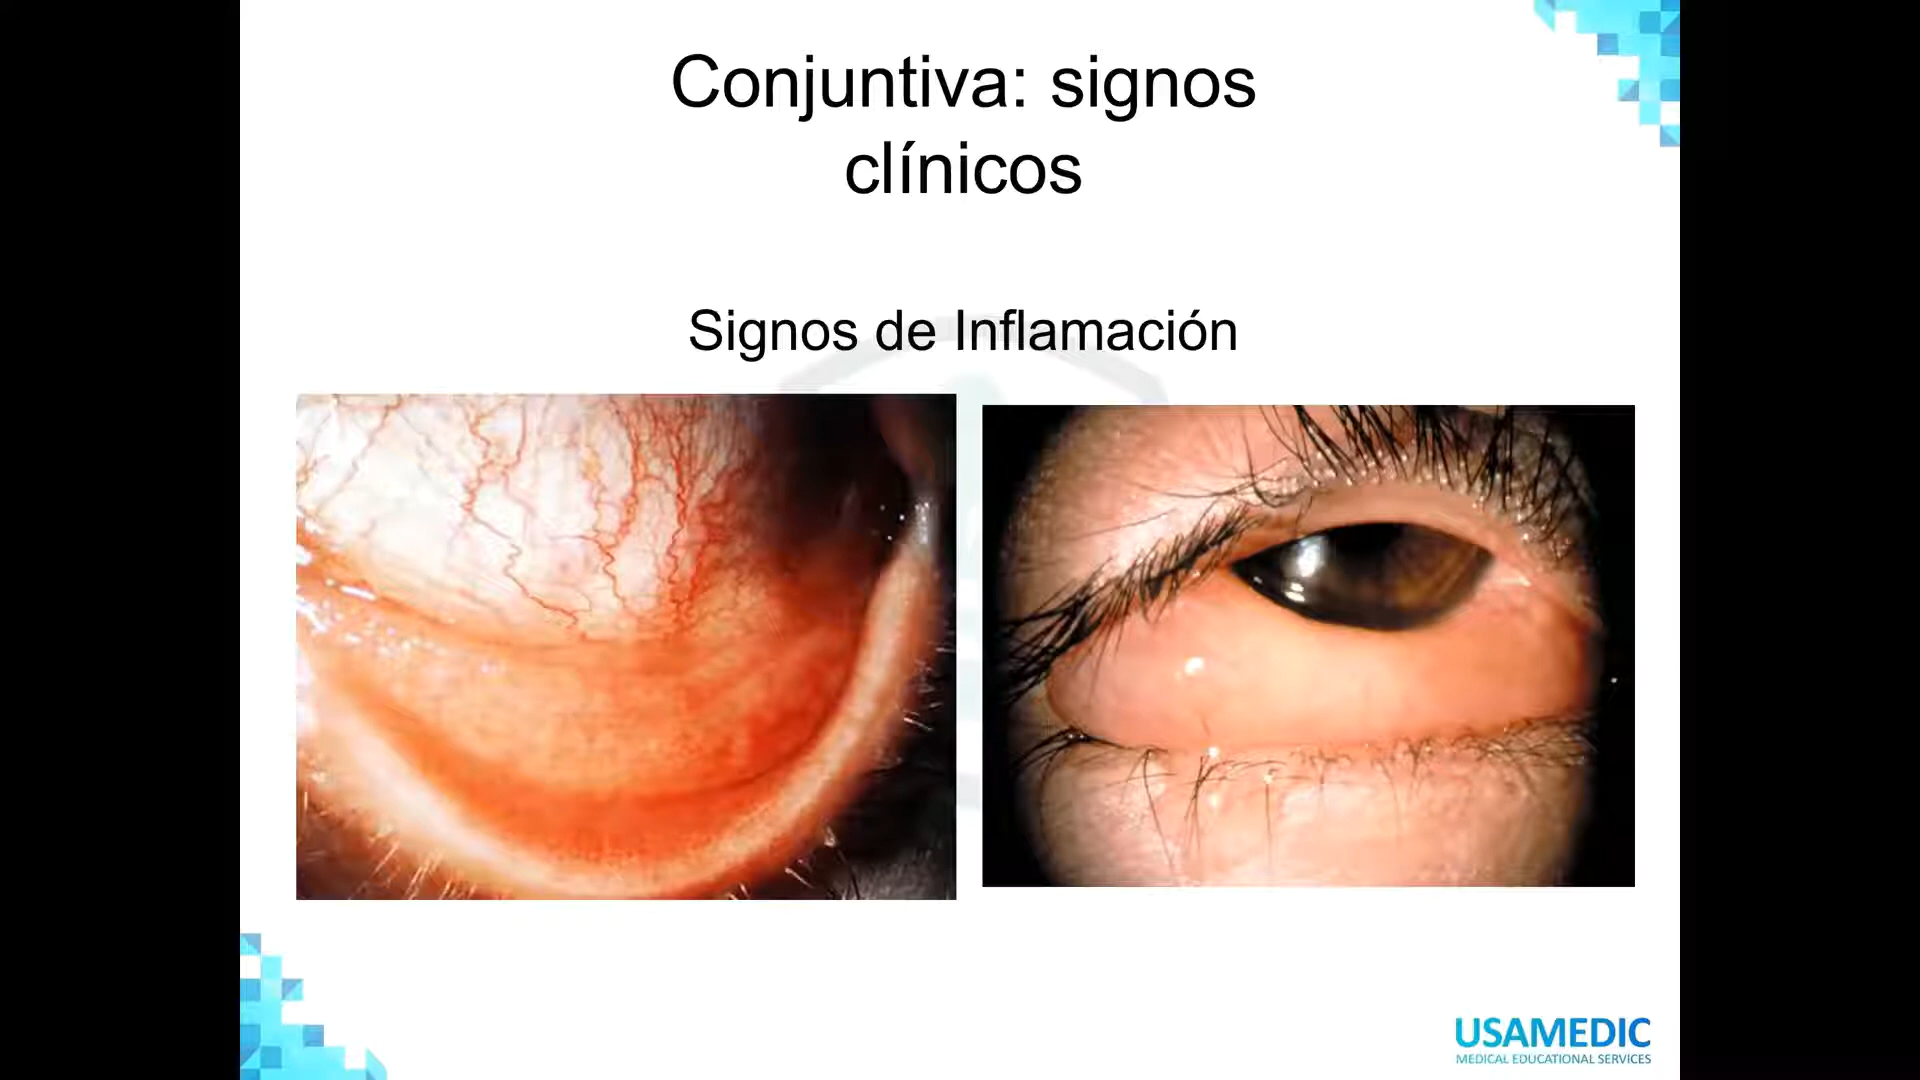 Conjuntiva: signos
clínicos
Signos de Inflamación
USAMEDIC
MEDICAL EDUCATIONAL SERVICES